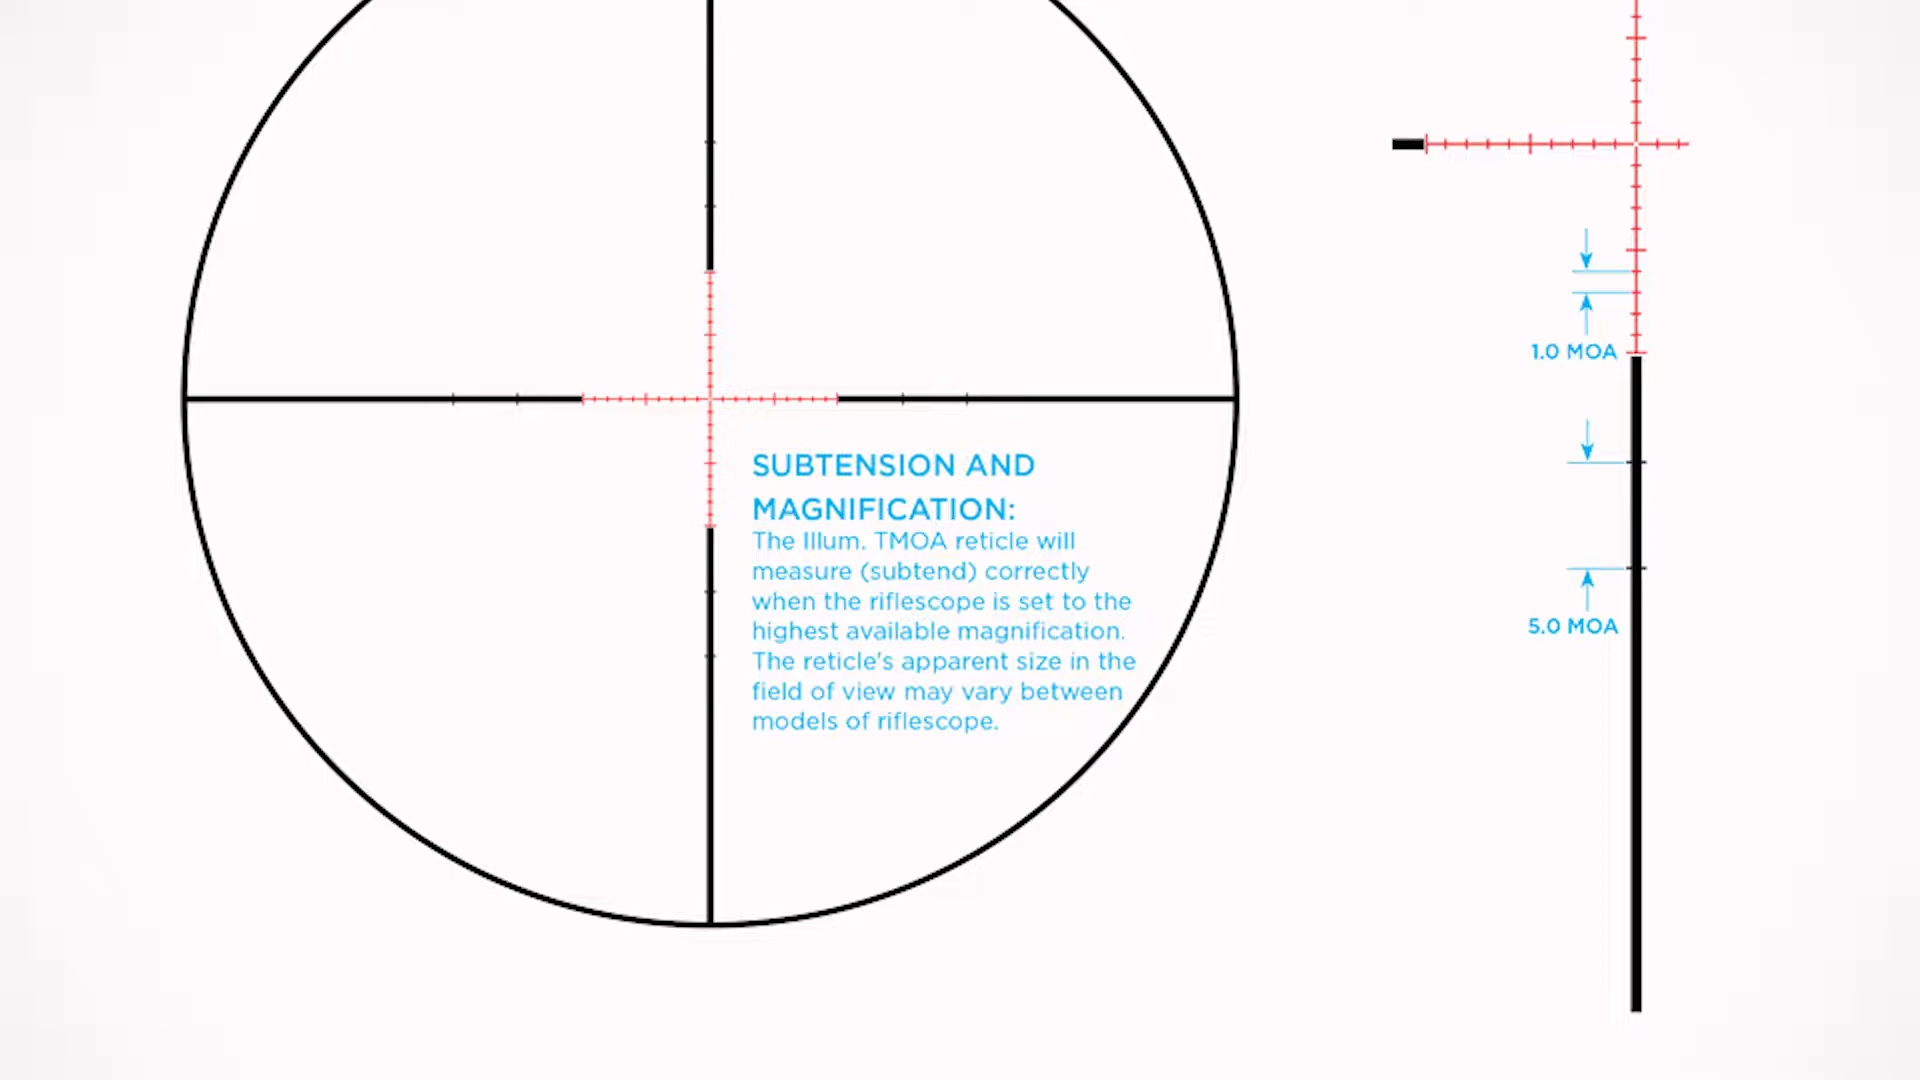 1.0 MOA
SUBTENSION AND
MAGNIFICATION:
The Illum. TMOA reticle will
measure (subtend) correctly
when the riflescope is set to the
highest available magnification.
The reticle's apparent size in the
field of view may vary between
models of riflescope.
5.0 MOA